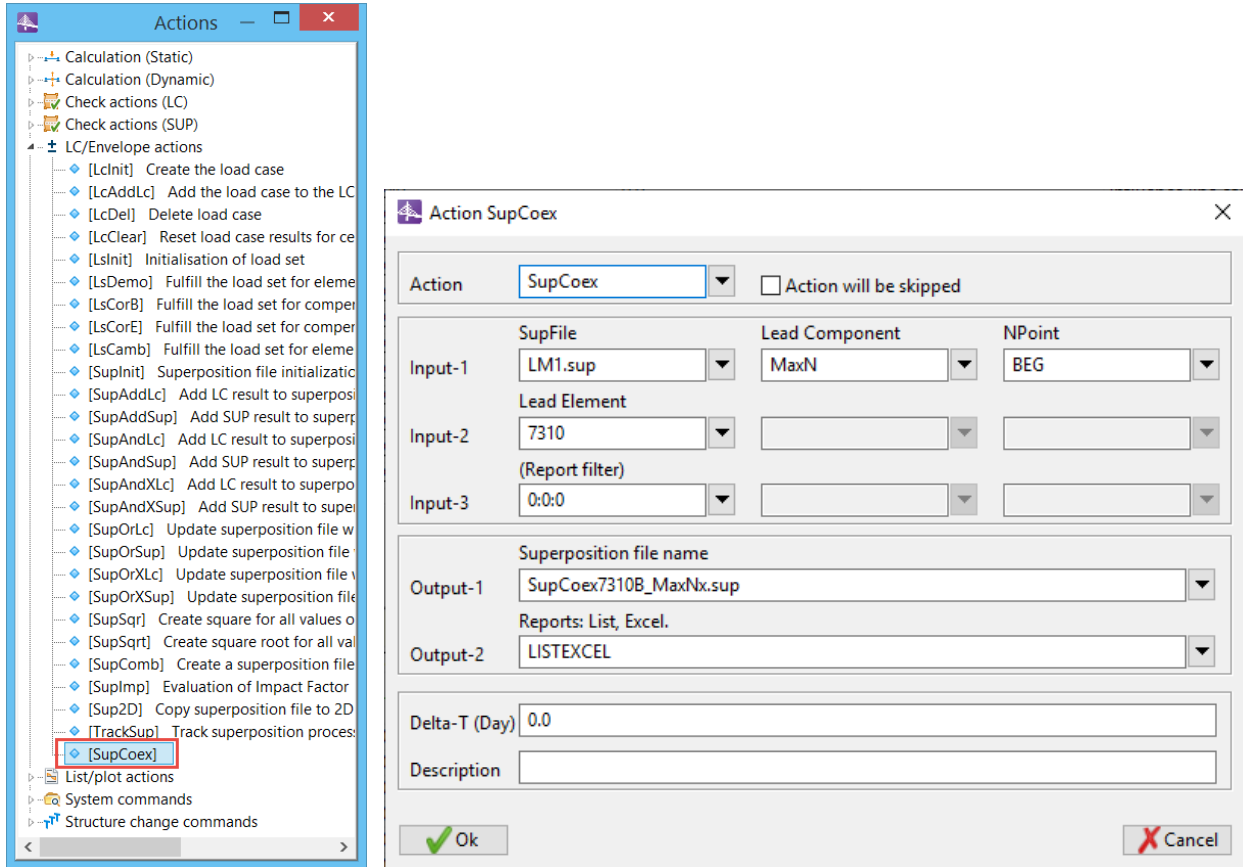 Actions
Calculation (Static)
Calculation (Dynamic)
Check actions (LC)
Check actions (SUP)
LC/Envelope actions
[LcInit] Create the load case
[LcAddLc] Add the load case to the LC
[LcDel] Delete load case
[LcClear] Reset load case results for ce
[LsInit] Initialisation of load set
[LsDemo] Fulfill the load set for eleme
[LsCorB] Fulfill the load set for comper
[LsCorE] Fulfill the load set for comper
[LsCamb] Fulfill the load set for eleme
[SupInit] Superposition file initializatic
[SupAddLc] Add LC result to superposi
[SupAddSup] Add SUP result to superp
[SupAndLc] Add LC result to superposi
[SupAndSup] Add SUP result to superp
[SupAndXLc] Add LC result to superpo
[SupAndXSup] Add SUP result to super
[SupOrLc] Update superposition file w
[SupOrSup] Update superposition file
[SupOrXLc] Update superposition file v
[SupOrXSup] Update superposition file
[SupSqr] Create square for all values o
[SupSqrt] Create square root for all val
[SupComb] Create a superposition file
[SupImp] Evaluation of Impact Factor
[Sup2D] Copy superposition file to 2D
[TrackSup] Track superposition proces
[SupCoex]
List/plot actions
System commands
Structure change commands
Action SupCoex
Action SupCoex Action will be skipped
SupFile Lead Component NPoint
Input-1 LM1.sup MaxN BEG
Lead Element
Input-2 7310
(Report filter)
Input-3 0:0:0
Superposition file name
Output-1 SupCoex7310B_MaxNx.sup
Reports: List, Excel.
Output-2 LISTEXCEL
Delta-T (Day) 0.0
Description
Ok Cancel